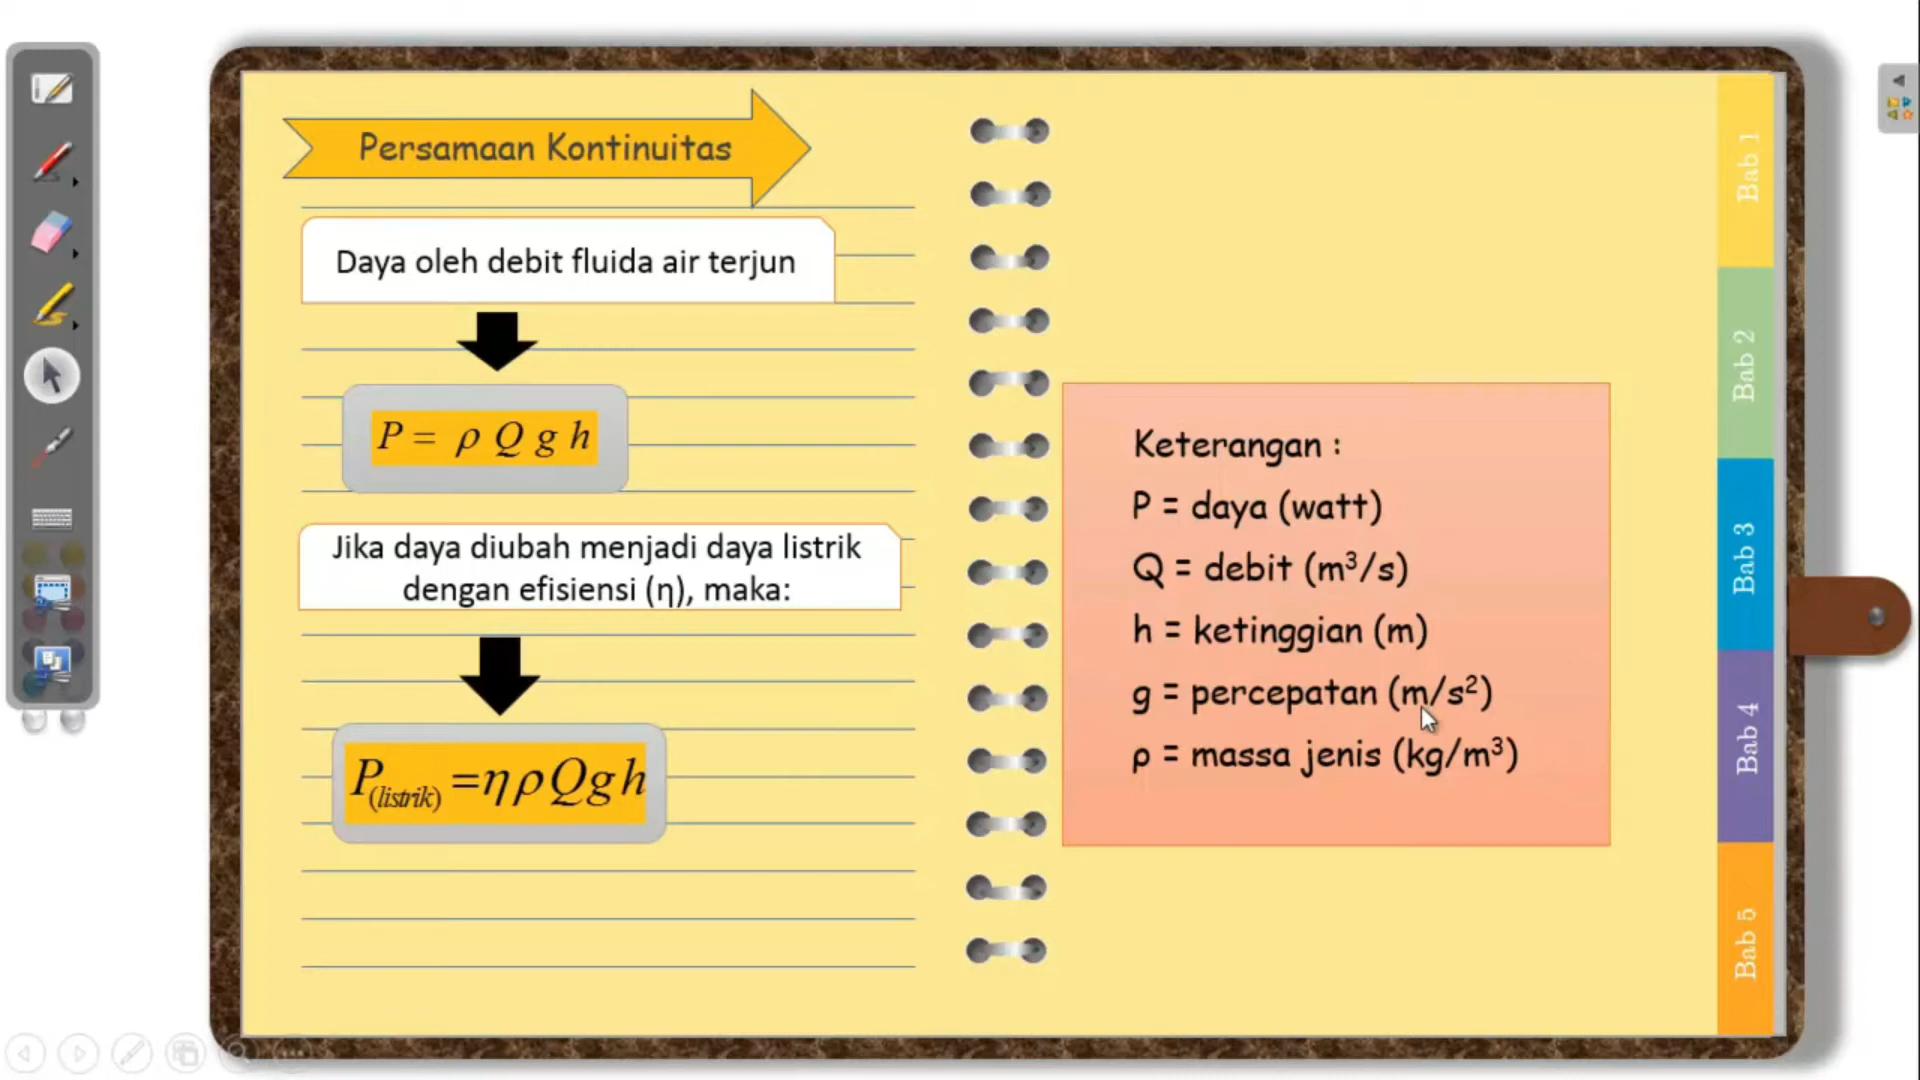 Persamaan Kontinuitas
Daya oleh debit fluida air terjun
P = ρ Q g h
Jika daya diubah menjadi daya listrik
dengan efisiensi (η), maka:
P(listrik) =ηρQgh
Keterangan :
P = daya (watt)
Q = debit (m³/s)
h = ketinggian (m)
g = percepatan (m/s²)
ρ = massa jenis (kg/m³)
Bab 1
Bab 2
Bab 3
Bab 4
Bab 5